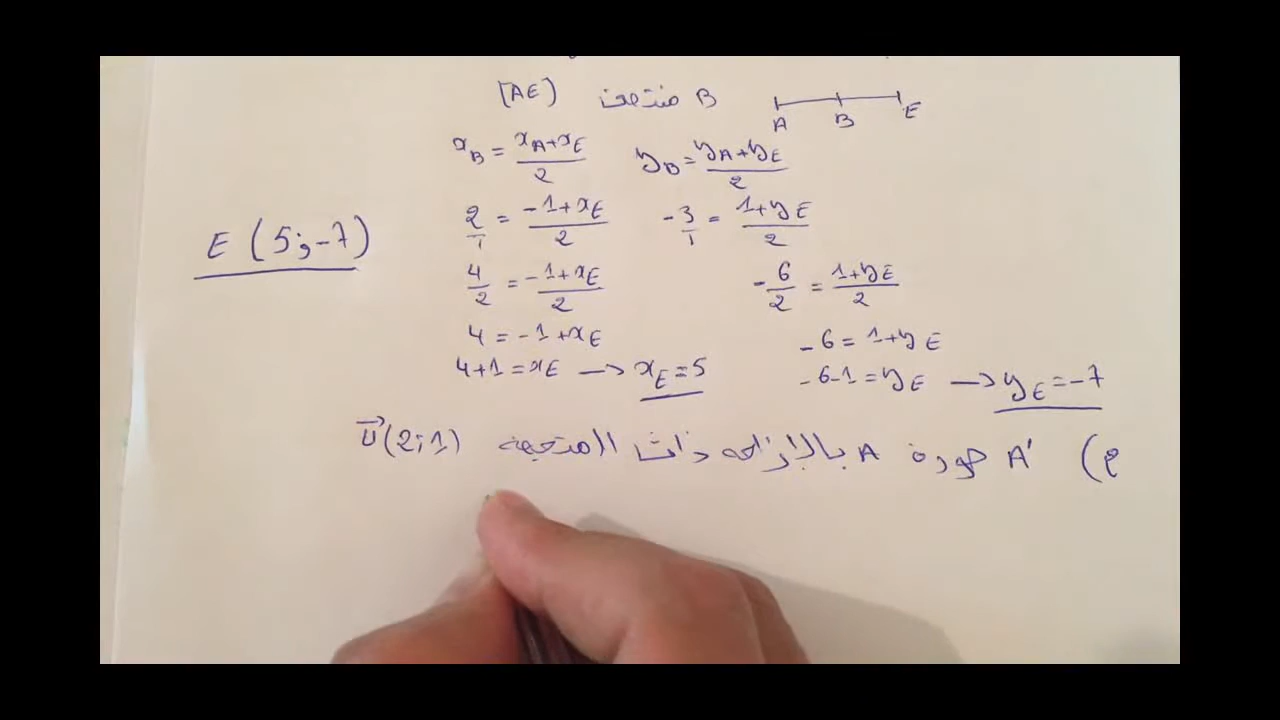 B منتصف [AE]
A B E
x_B = (x_A + x_E)/2    y_B = (y_A + y_E)/2
2/1 = (-1 + x_E)/2    -3/1 = (1 + y_E)/2
E (5 ; -7)
4/2 = (-1 + x_E)/2    -6/2 = (1 + y_E)/2
4 = -1 + x_E    -6 = 1 + y_E
4 + 1 = x_E → x_E = 5    -6 - 1 = y_E → y_E = -7
A' صورة A بالإزاحة ذات المتجهة u⃗(2 ; 1)